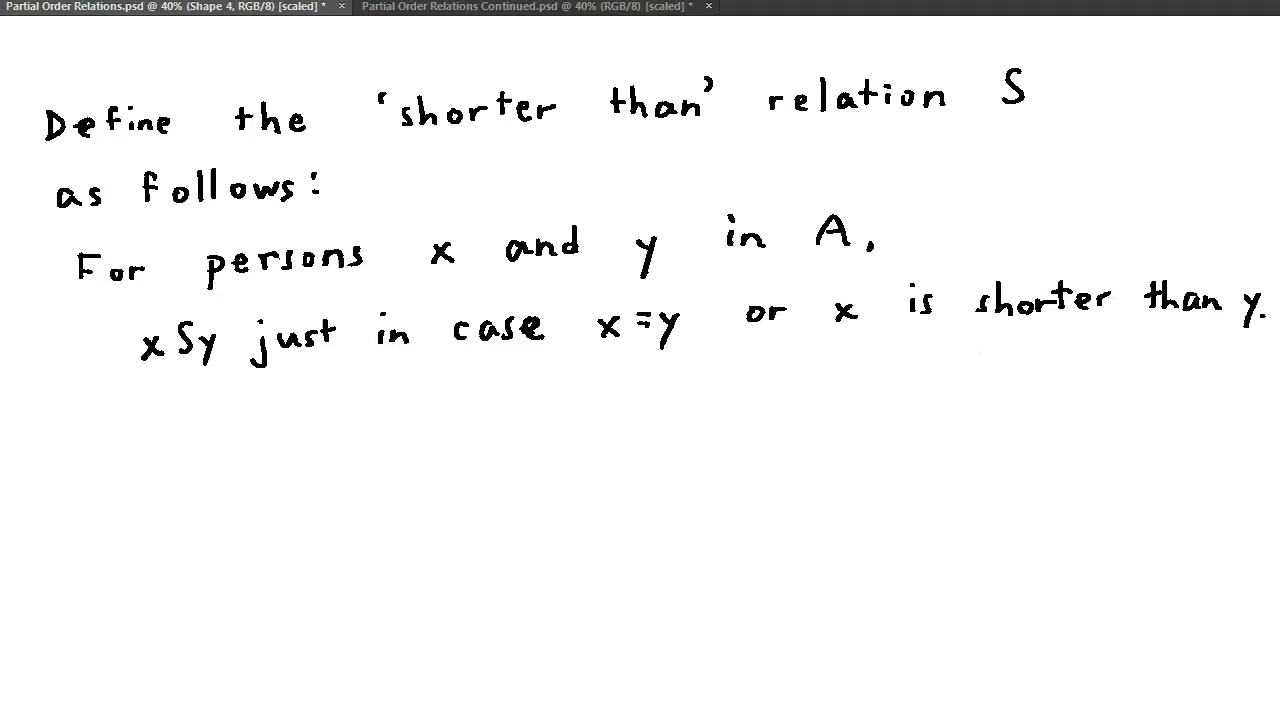 Partial Order Relations.psd @ 40% (Shape 4, RGB/8) [scaled] * × Partial Order Relations Continued.psd @ 40% (RGB/8) [scaled] * ×
Define the 'shorter than' relation S
as follows:
For persons x and y in A,
xSy just in case x=y or x is shorter than y.